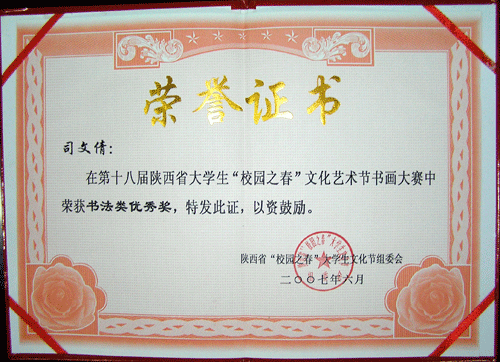 荣誉证书
司文倩：
在第十八届陕西省大学生“校园之春”文化艺术节书画大赛中
荣获书法类优秀奖，特发此证，以资鼓励。
陕西省“校园之春”大学生文化节组委会
二〇〇七年六月